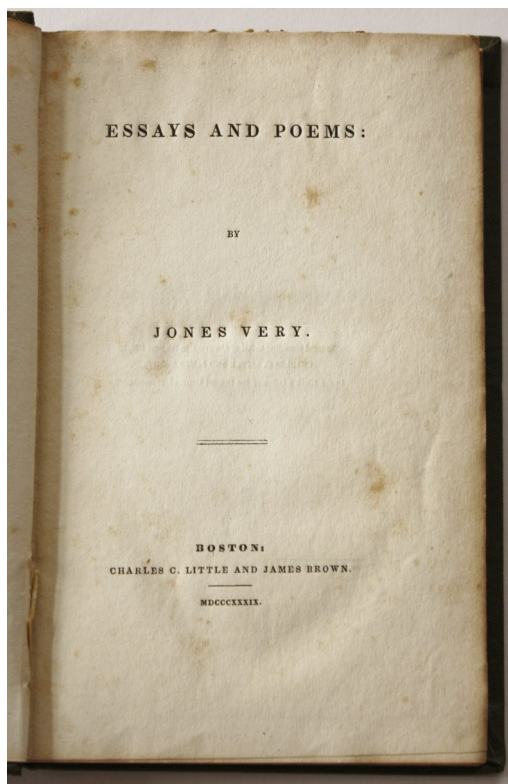 ESSAYS AND POEMS:
BY
JONES VERY.
BOSTON:
CHARLES C. LITTLE AND JAMES BROWN.
MDCCCXXXIX.